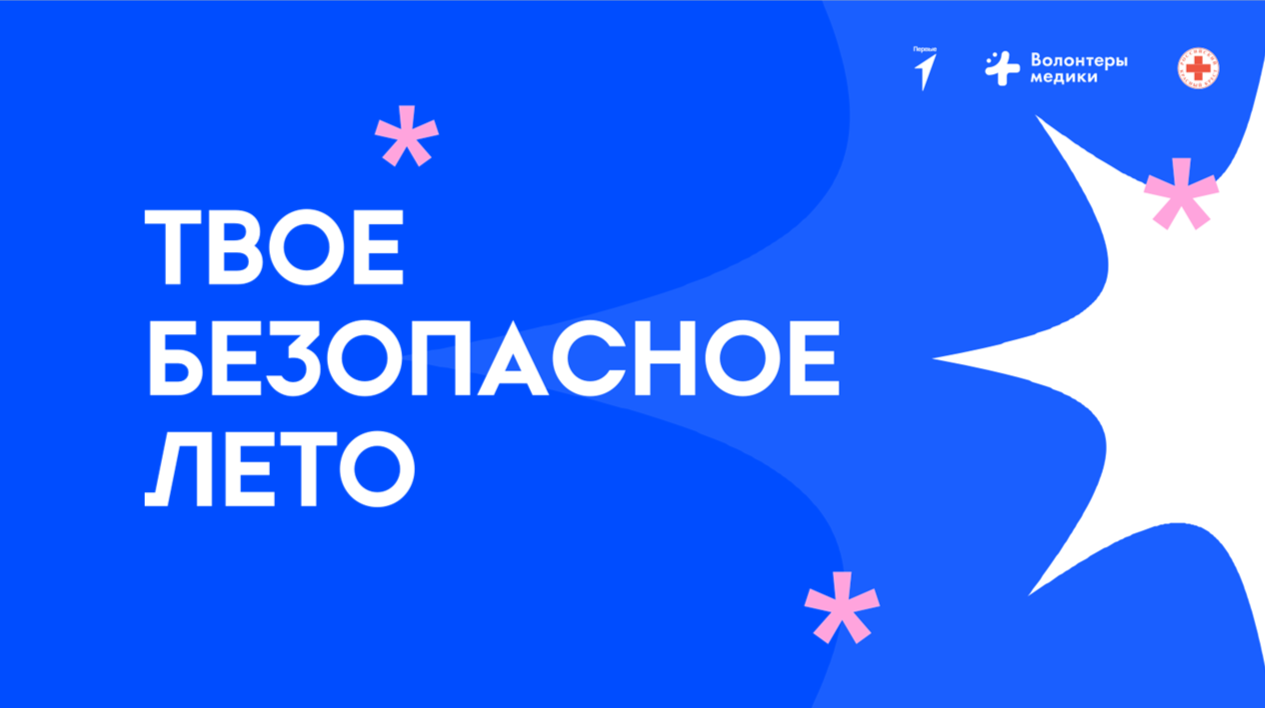 Первые
Волонтеры
медики
ТВОЕ
БЕЗОПАСНОЕ
ЛЕТО